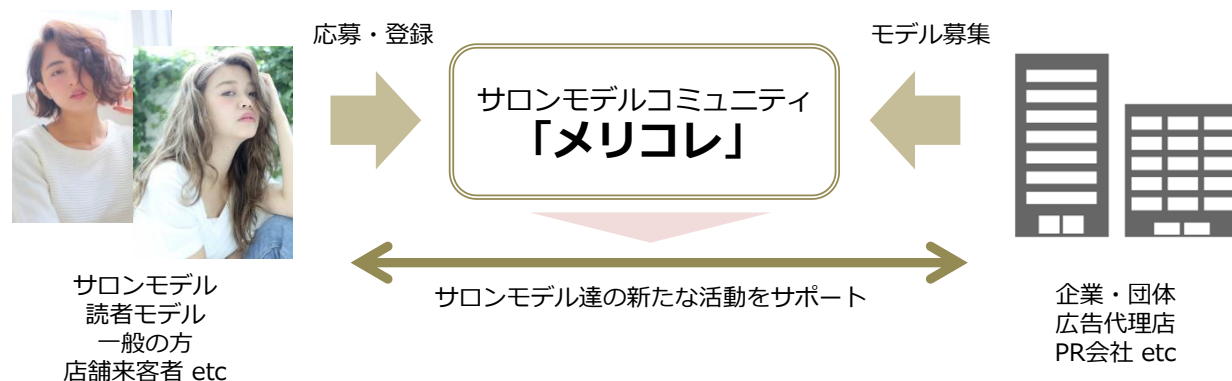 応募・登録
モデル募集
サロンモデルコミュニティ
「メリコレ」
サロンモデル達の新たな活動をサポート
サロンモデル
読者モデル
一般の方
店舗来客者 etc
企業・団体
広告代理店
PR会社 etc